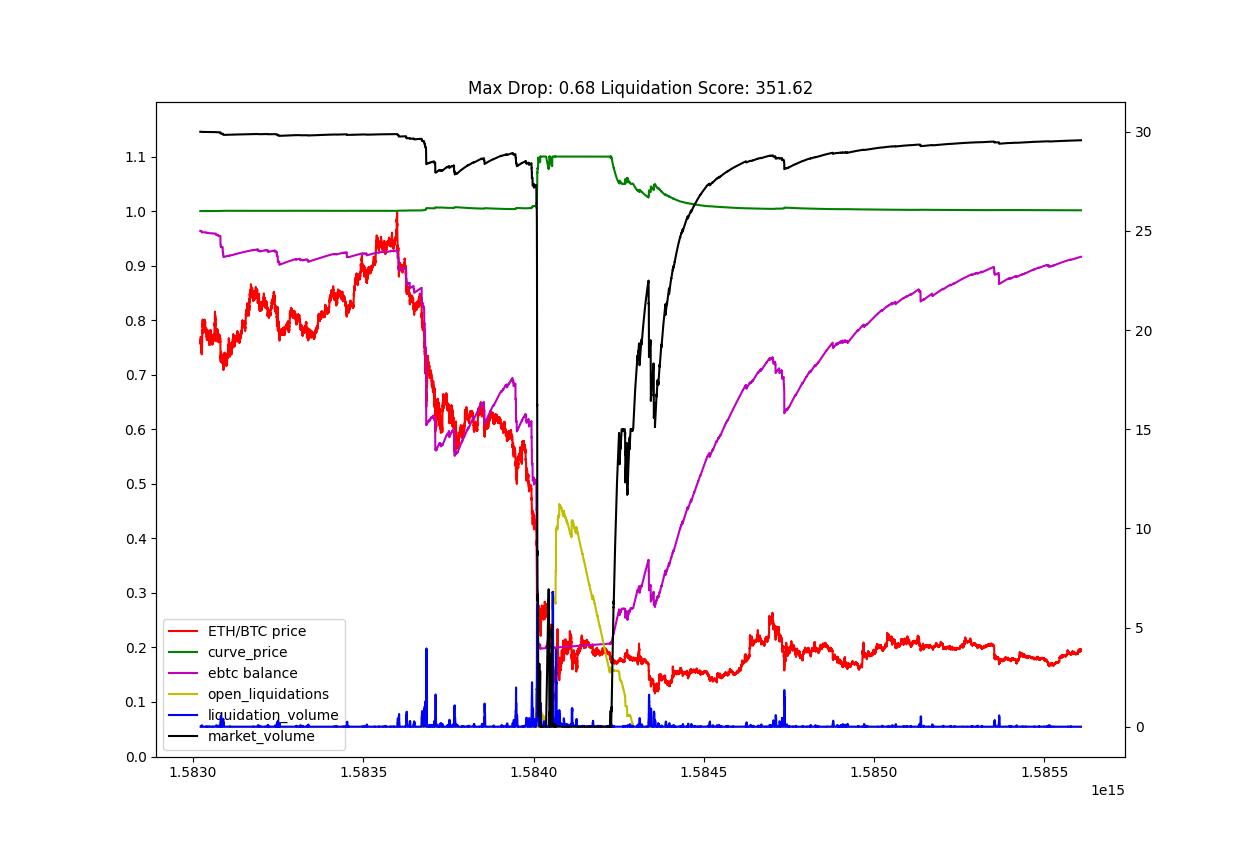 Max Drop: 0.68 Liquidation Score: 351.62
1.1
1.0
0.9
0.8
0.7
0.6
0.5
0.4
0.3
0.2
0.1
0.0
30
25
20
15
10
5
0
ETH/BTC price
curve_price
ebtc balance
open_liquidations
liquidation_volume
market_volume
1.5830 1.5835 1.5840 1.5845 1.5850 1.5855
1e15